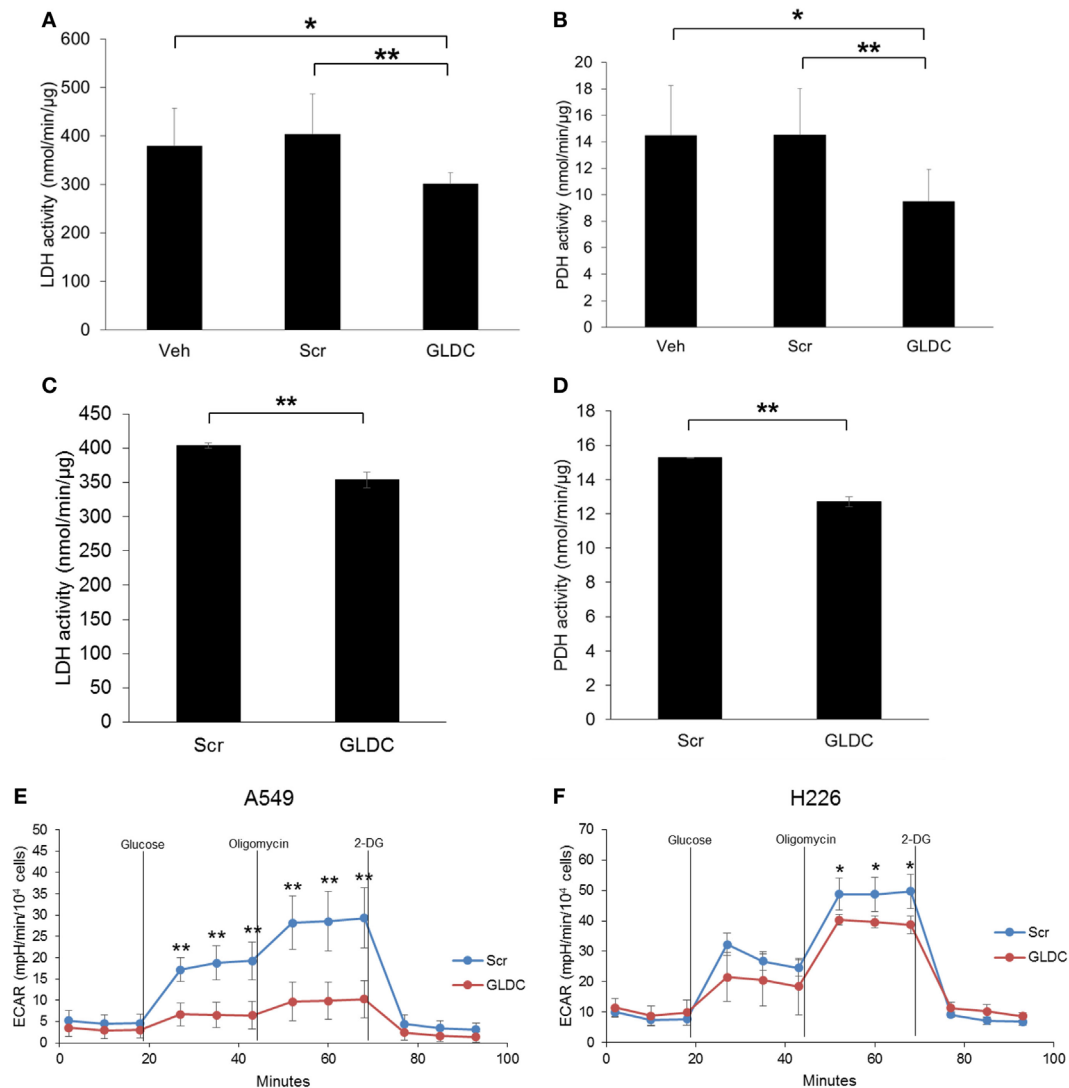 A
LDH activity (nmol/min/µg)
600
500
400
300
200
100
0
*
**
Veh Scr GLDC
B
PDH activity (nmol/min/µg)
20
18
16
14
12
10
8
6
4
2
0
*
**
Veh Scr GLDC
C
LDH activity (nmol/min/µg)
450
400
350
300
250
200
150
100
50
0
**
Scr GLDC
D
PDH activity (nmol/min/µg)
18
16
14
12
10
8
6
4
2
0
**
Scr GLDC
E
A549
ECAR (mpH/min/10⁴ cells)
50
45
40
35
30
25
20
15
10
5
0
Glucose Oligomycin 2-DG
** ** ** ** ** **
Scr
GLDC
0 20 40 60 80 100
Minutes
F
H226
ECAR (mpH/min/10⁴ cells)
70
60
50
40
30
20
10
0
Glucose Oligomycin 2-DG
* * *
Scr
GLDC
0 20 40 60 80 100
Minutes